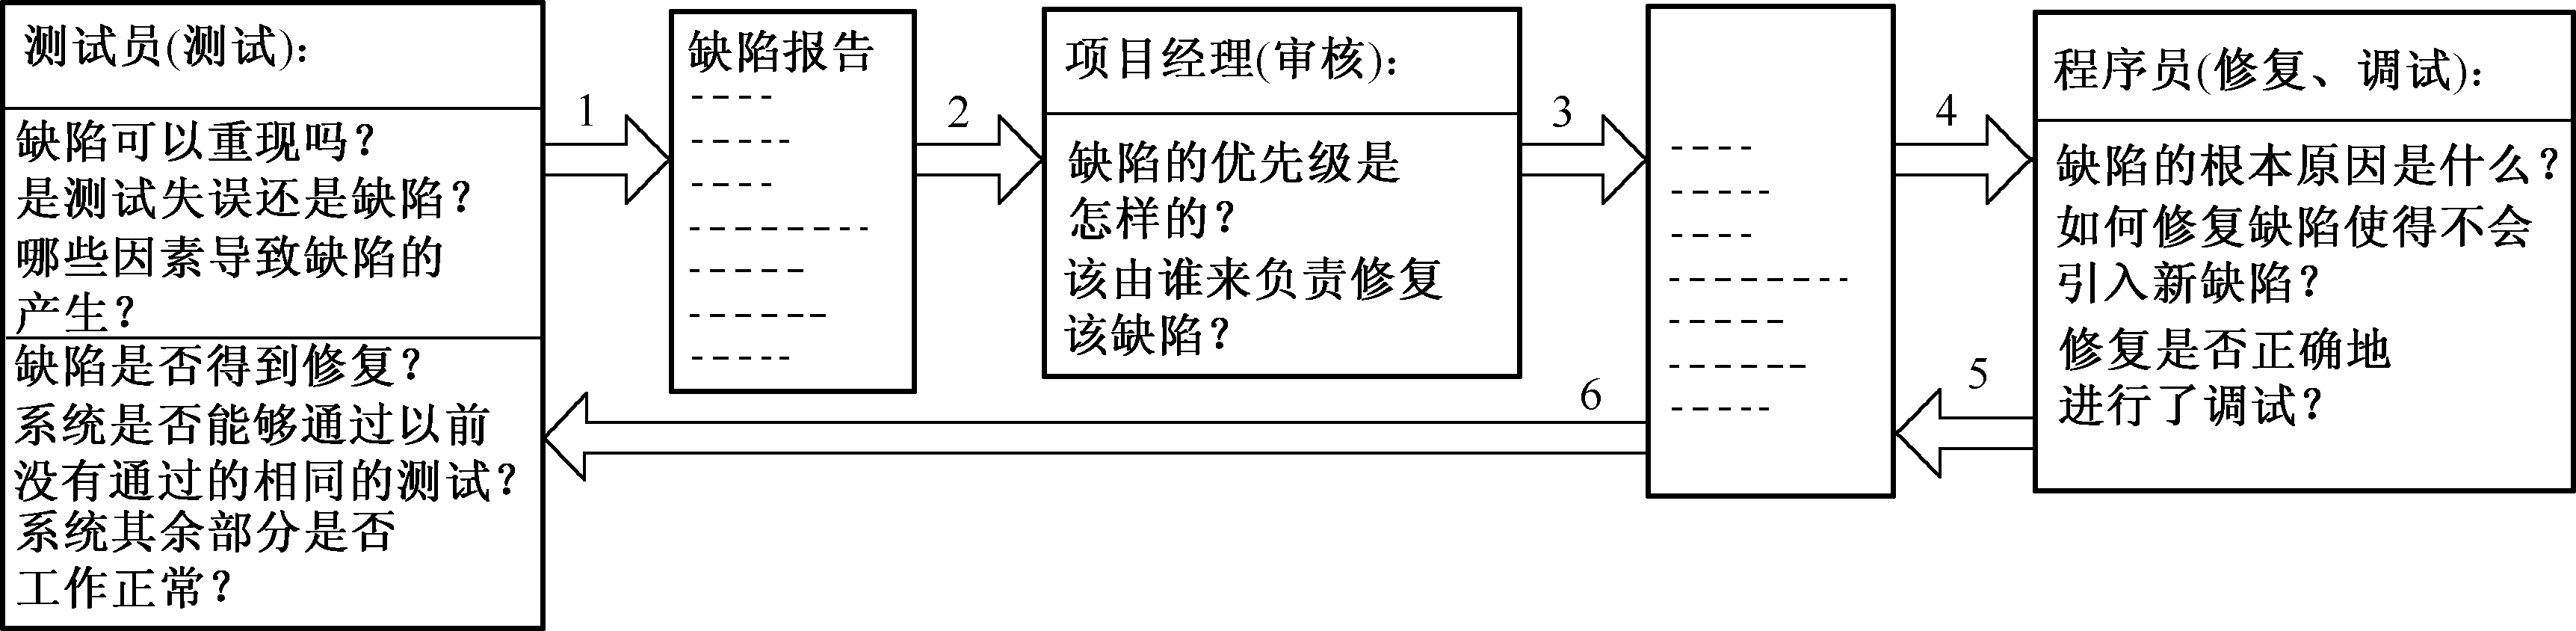 测试员(测试):
缺陷可以重现吗?
是测试失误还是缺陷?
哪些因素导致缺陷的
产生?
缺陷是否得到修复?
系统是否能够通过以前
没有通过的相同的测试?
系统其余部分是否
工作正常?
1
缺陷报告
2
项目经理(审核):
缺陷的优先级是
怎样的?
该由谁来负责修复
该缺陷?
3
4
程序员(修复、调试):
缺陷的根本原因是什么?
如何修复缺陷使得不会
引入新缺陷?
修复是否正确地
进行了调试?
5
6